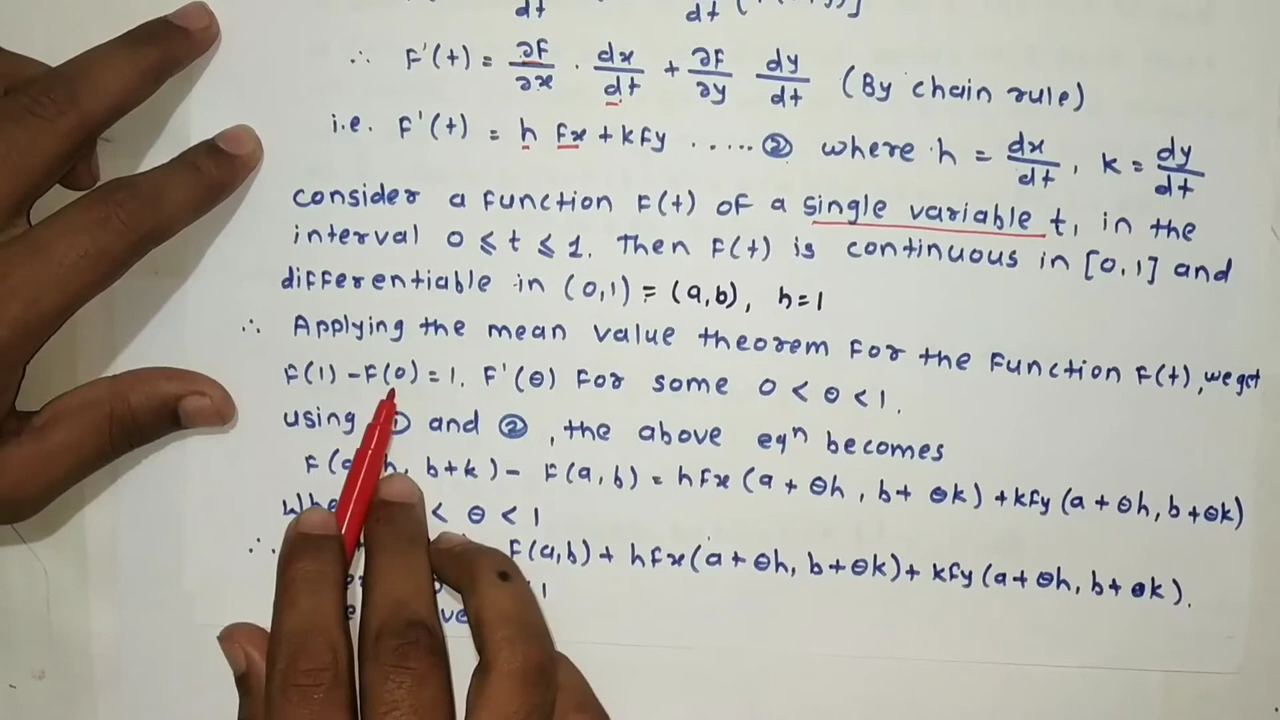 dt dt
∴ F'(t) = ∂F/∂x · dx/dt + ∂F/∂y dy/dt (By chain rule)
i.e. F'(t) = h fx + k fy ..... ② where h = dx/dt, k = dy/dt
consider a function F(t) of a single variable t, in the
interval 0 ≤ t ≤ 1. Then F(t) is continuous in [0,1] and
differentiable in (0,1) = (a,b), h=1
∴ Applying the mean value theorem for the function F(t), we get
F(1) - F(0) = 1. F'(θ) for some 0 < θ < 1.
using ① and ②, the above eqⁿ becomes
h, b+k) - f(a,b) = hfx(a+θh, b+θk) + kfy(a+θh, b+θk)
< θ < 1
∴ f(a,b) + hfx(a+θh, b+θk) + kfy(a+θh, b+θk).